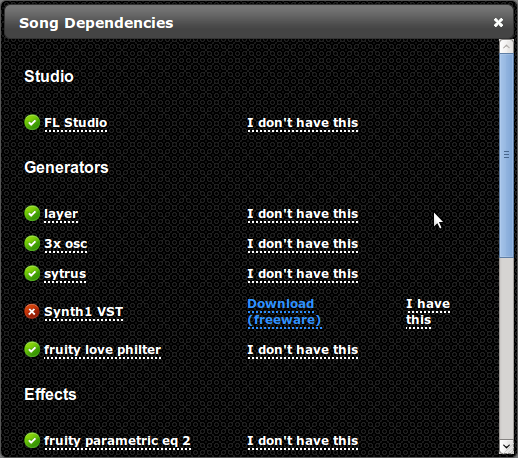 Song Dependencies
Studio
FL Studio I don't have this
Generators
layer I don't have this
3x osc I don't have this
sytrus I don't have this
Synth1 VST Download (freeware) I have this
fruity love philter I don't have this
Effects
fruity parametric eq 2 I don't have this